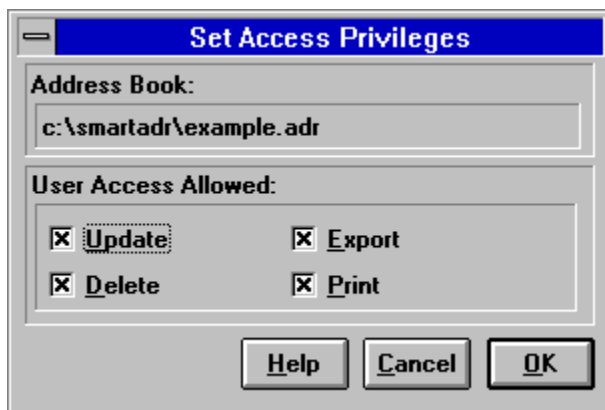 Set Access Privileges
Address Book:
c:\smartadr\example.adr
User Access Allowed:
Update Export
Delete Print
Help Cancel OK